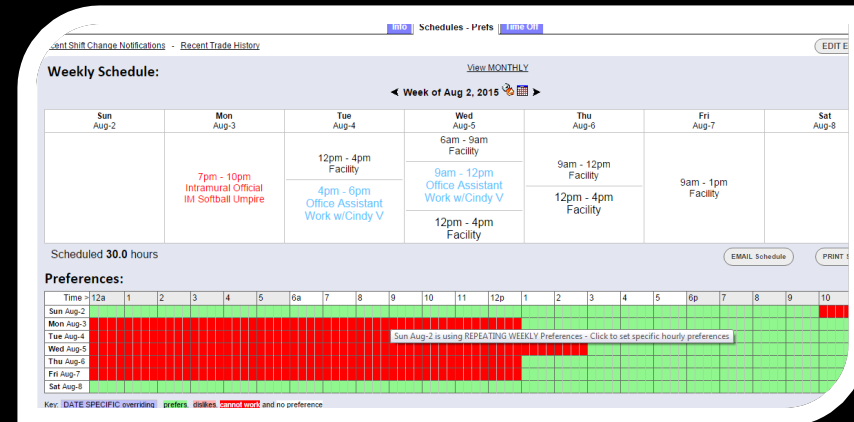 Info Schedules - Prefs Time Off
Shift Change Notifications - Recent Trade History
EDIT
Weekly Schedule:
View MONTHLY
Week of Aug 2, 2015
Sun Mon Tue Wed Thu Fri Sat
Aug-2 Aug-3 Aug-4 Aug-5 Aug-6 Aug-7 Aug-8
7pm - 10pm
Intramural Official
IM Softball Umpire
12pm - 4pm
Facility
4pm - 6pm
Office Assistant
Work w/Cindy V
6am - 9am
Facility
9am - 12pm
Office Assistant
Work w/Cindy V
12pm - 4pm
Facility
9am - 12pm
Facility
12pm - 4pm
Facility
9am - 1pm
Facility
Scheduled 30.0 hours
EMAIL Schedule
PRINT
Preferences:
Time > 12a 1 2 3 4 5 6a 7 8 9 10 11 12p 1 2 3 4 5 6p 7 8 9 10
Sun Aug-2
Mon Aug-3
Tue Aug-4
Wed Aug-5
Thu Aug-6
Fri Aug-7
Sat Aug-8
Sun Aug-2 is using REPEATING WEEKLY Preferences - Click to set specific hourly preferences
Key: DATE SPECIFIC overriding prefers, dislikes, cannot work and no preference